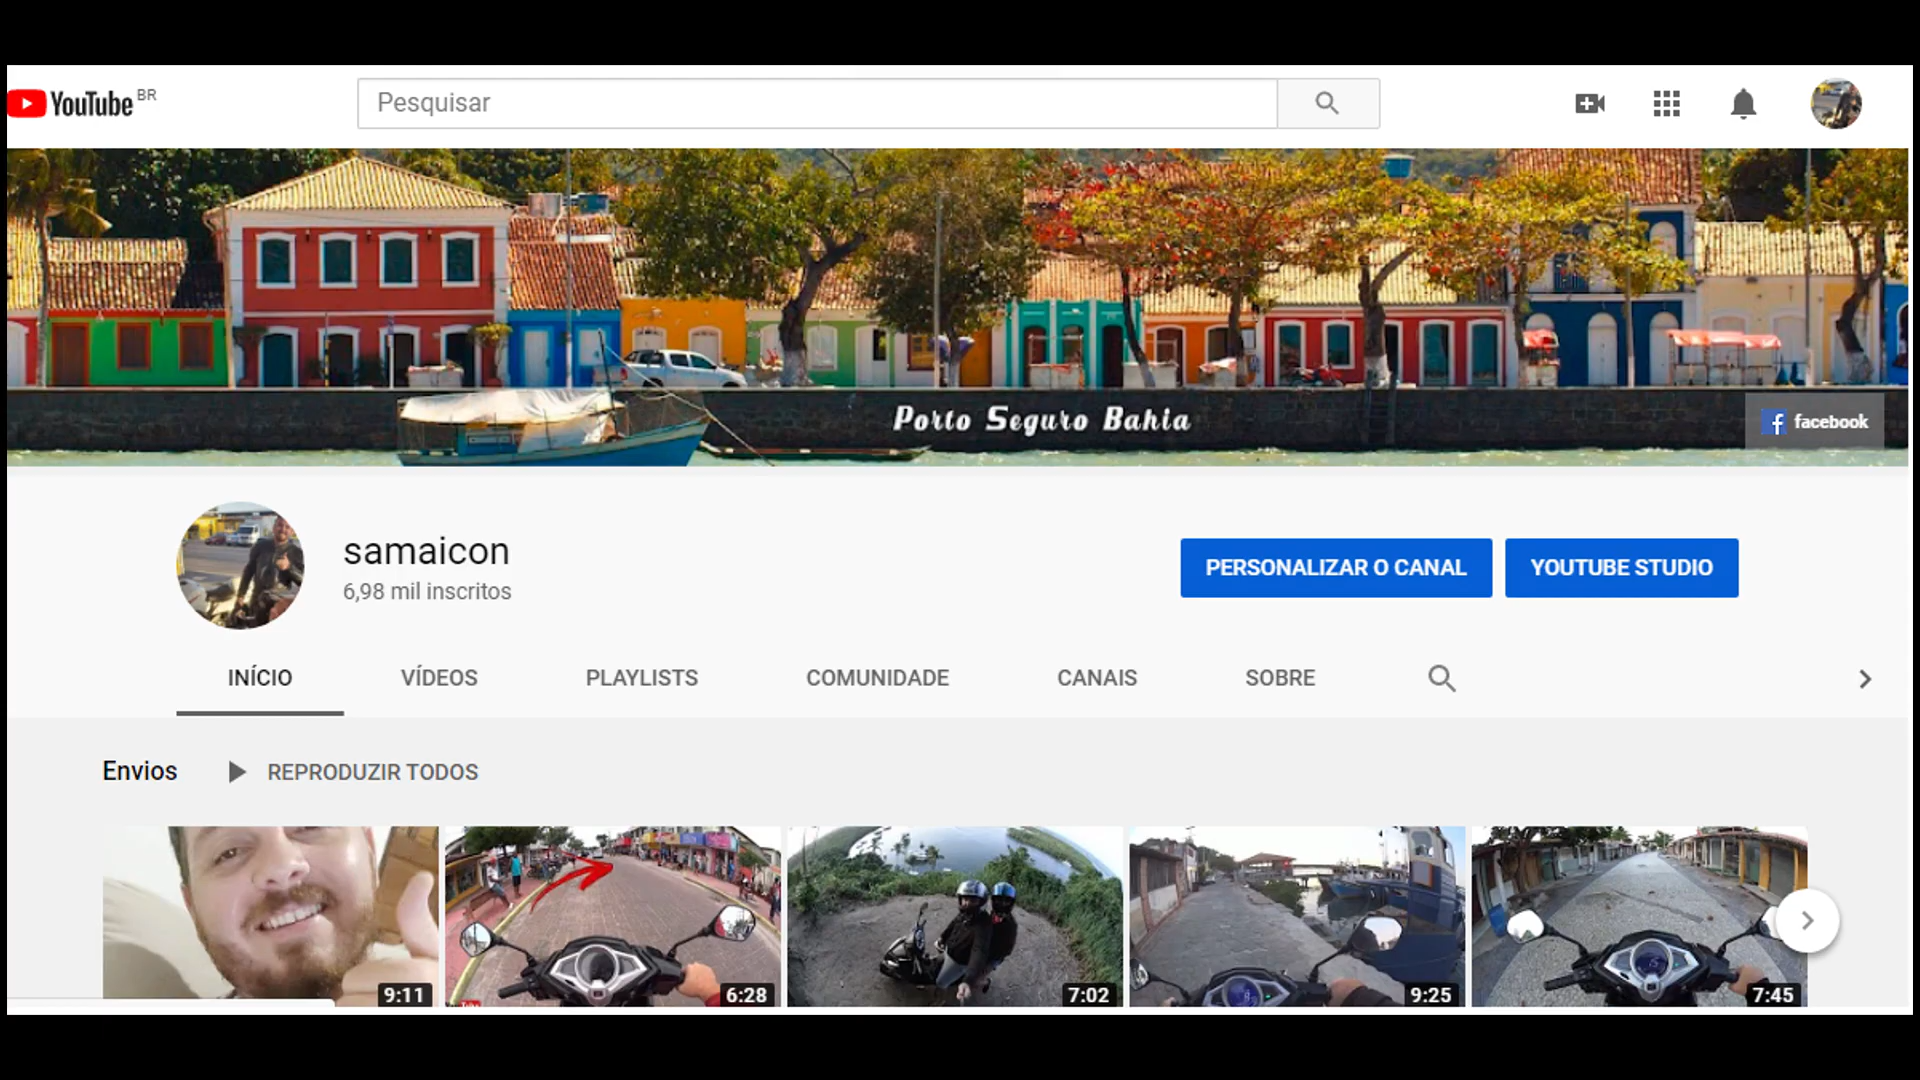 YouTube BR
Pesquisar
Porto Seguro Bahia
facebook
samaicon
6,98 mil inscritos
PERSONALIZAR O CANAL
YOUTUBE STUDIO
INÍCIO
VÍDEOS
PLAYLISTS
COMUNIDADE
CANAIS
SOBRE
Envios
REPRODUZIR TODOS
9:11
6:28
7:02
9:25
7:45